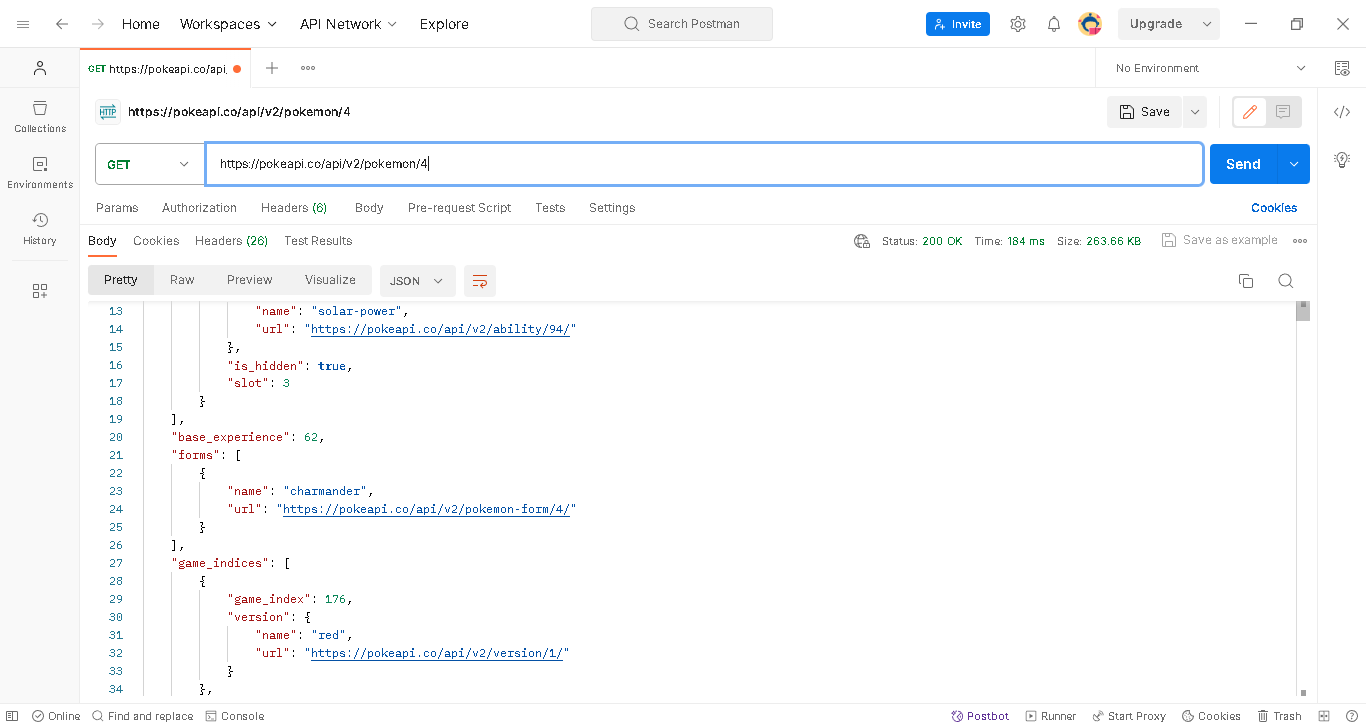 Home Workspaces API Network Explore Search Postman Invite Upgrade
GET https://pokeapi.co/api, No Environment
HTTP https://pokeapi.co/api/v2/pokemon/4 Save
Collections
GET https://pokeapi.co/api/v2/pokemon/4 Send
Environments
Params Authorization Headers (6) Body Pre-request Script Tests Settings Cookies
History
Body Cookies Headers (26) Test Results Status: 200 OK Time: 184 ms Size: 263.66 KB Save as example
Pretty Raw Preview Visualize JSON
13 "name": "solar-power",
14 "url": "https://pokeapi.co/api/v2/ability/94/"
15 },
16 "is_hidden": true,
17 "slot": 3
18 }
19 ],
20 "base_experience": 62,
21 "forms": [
22 {
23 "name": "charmander",
24 "url": "https://pokeapi.co/api/v2/pokemon-form/4/"
25 }
26 ],
27 "game_indices": [
28 {
29 "game_index": 176,
30 "version": {
31 "name": "red",
32 "url": "https://pokeapi.co/api/v2/version/1/"
33 }
34 },
Online Find and replace Console Postbot Runner Start Proxy Cookies Trash